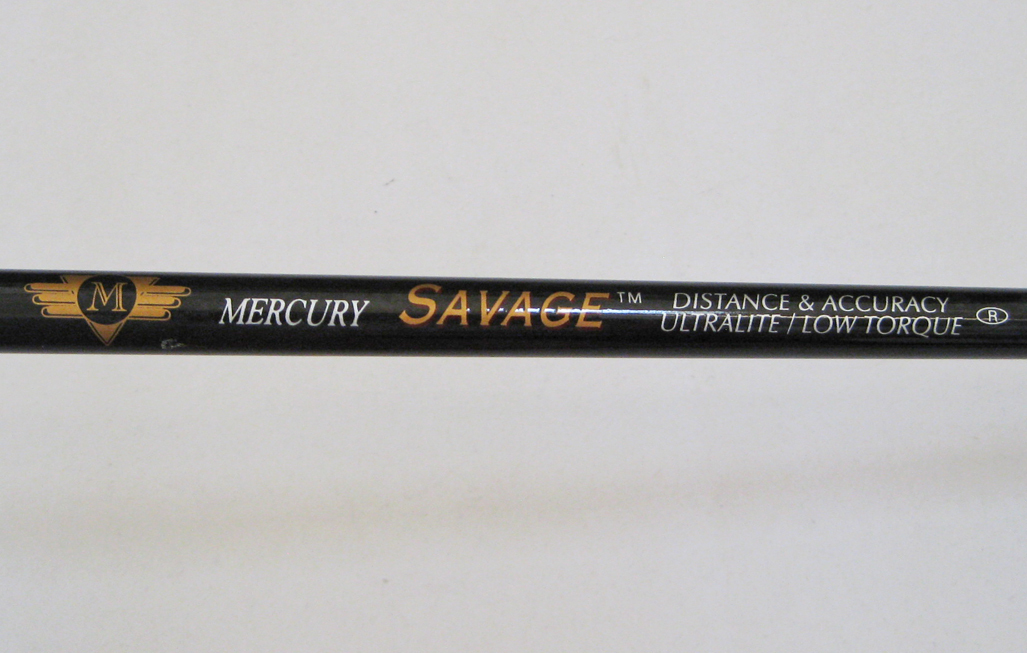 M
MERCURY SAVAGE™
DISTANCE & ACCURACY
ULTRALITE / LOW TORQUE ®